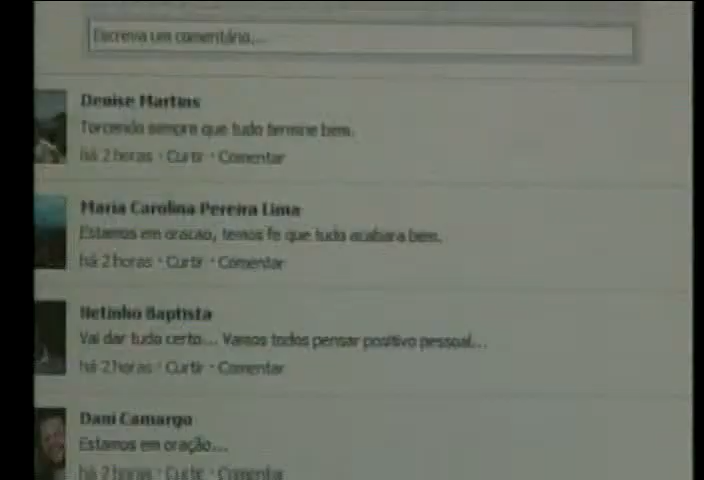 Escreva um comentário...
Denise Martins
Torcendo sempre que tudo termine bem.
há 2 horas · Curtir · Comentar
Maria Carolina Pereira Lima
Estamos em oracao, temos fe que tudo acabara bem.
há 2 horas · Curtir · Comentar
Netinho Baptista
Vai dar tudo certo... Vamos todos pensar positivo pessoal...
há 2 horas · Curtir · Comentar
Dani Camargo
Estamos em oração...
há 2 horas · Curtir · Comentar